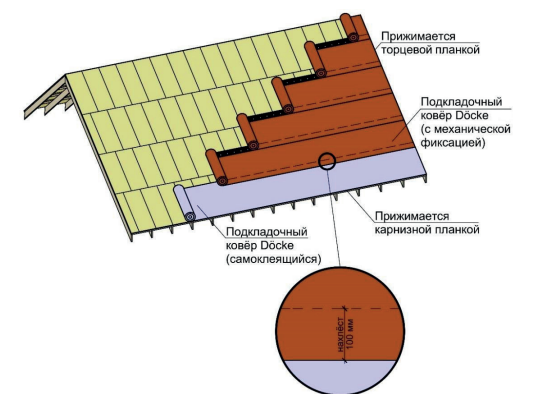 Прижимается
торцевой планкой
Подкладочный
ковёр Döcke
(с механической
фиксацией)
Прижимается
карнизной планкой
Подкладочный
ковёр Döcke
(самоклеящийся)
нахлёст
100 мм